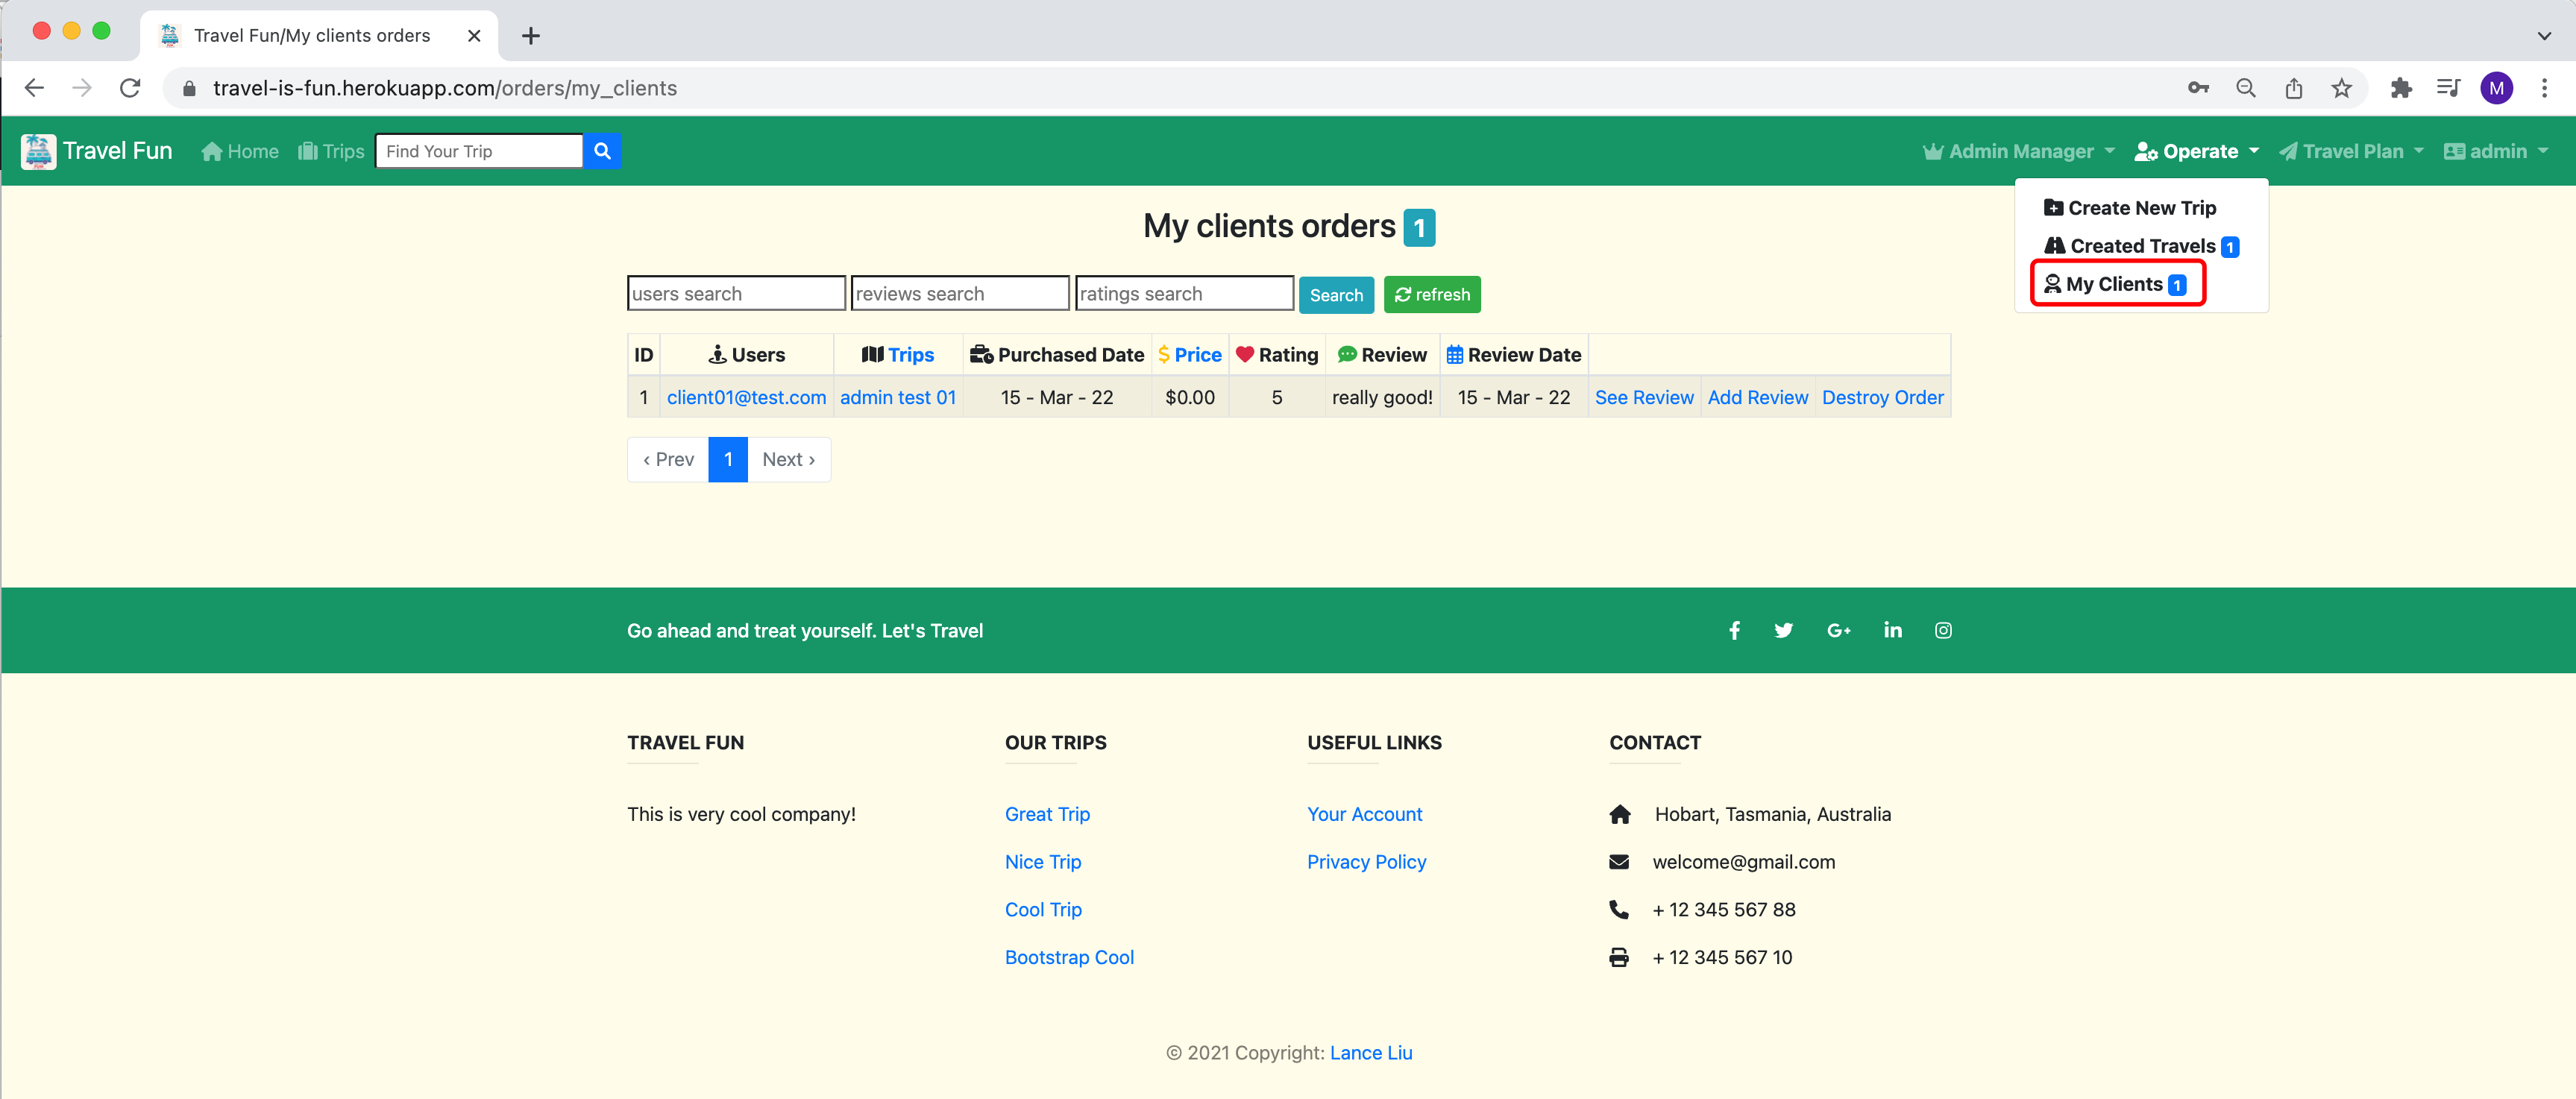 Travel Fun/My clients orders
travel-is-fun.herokuapp.com/orders/my_clients
M
Travel Fun Home Trips Find Your Trip Admin Manager Operate Travel Plan admin
Create New Trip
Created Travels 1
My Clients 1
My clients orders 1
users search reviews search ratings search Search refresh
ID Users Trips Purchased Date $ Price Rating Review Review Date
1 client01@test.com admin test 01 15 - Mar - 22 $0.00 5 really good! 15 - Mar - 22 See Review Add Review Destroy Order
‹ Prev 1 Next ›
Go ahead and treat yourself. Let's Travel
TRAVEL FUN OUR TRIPS USEFUL LINKS CONTACT
This is very cool company! Great Trip Your Account Hobart, Tasmania, Australia
Nice Trip Privacy Policy welcome@gmail.com
Cool Trip + 12 345 567 88
Bootstrap Cool + 12 345 567 10
© 2021 Copyright: Lance Liu